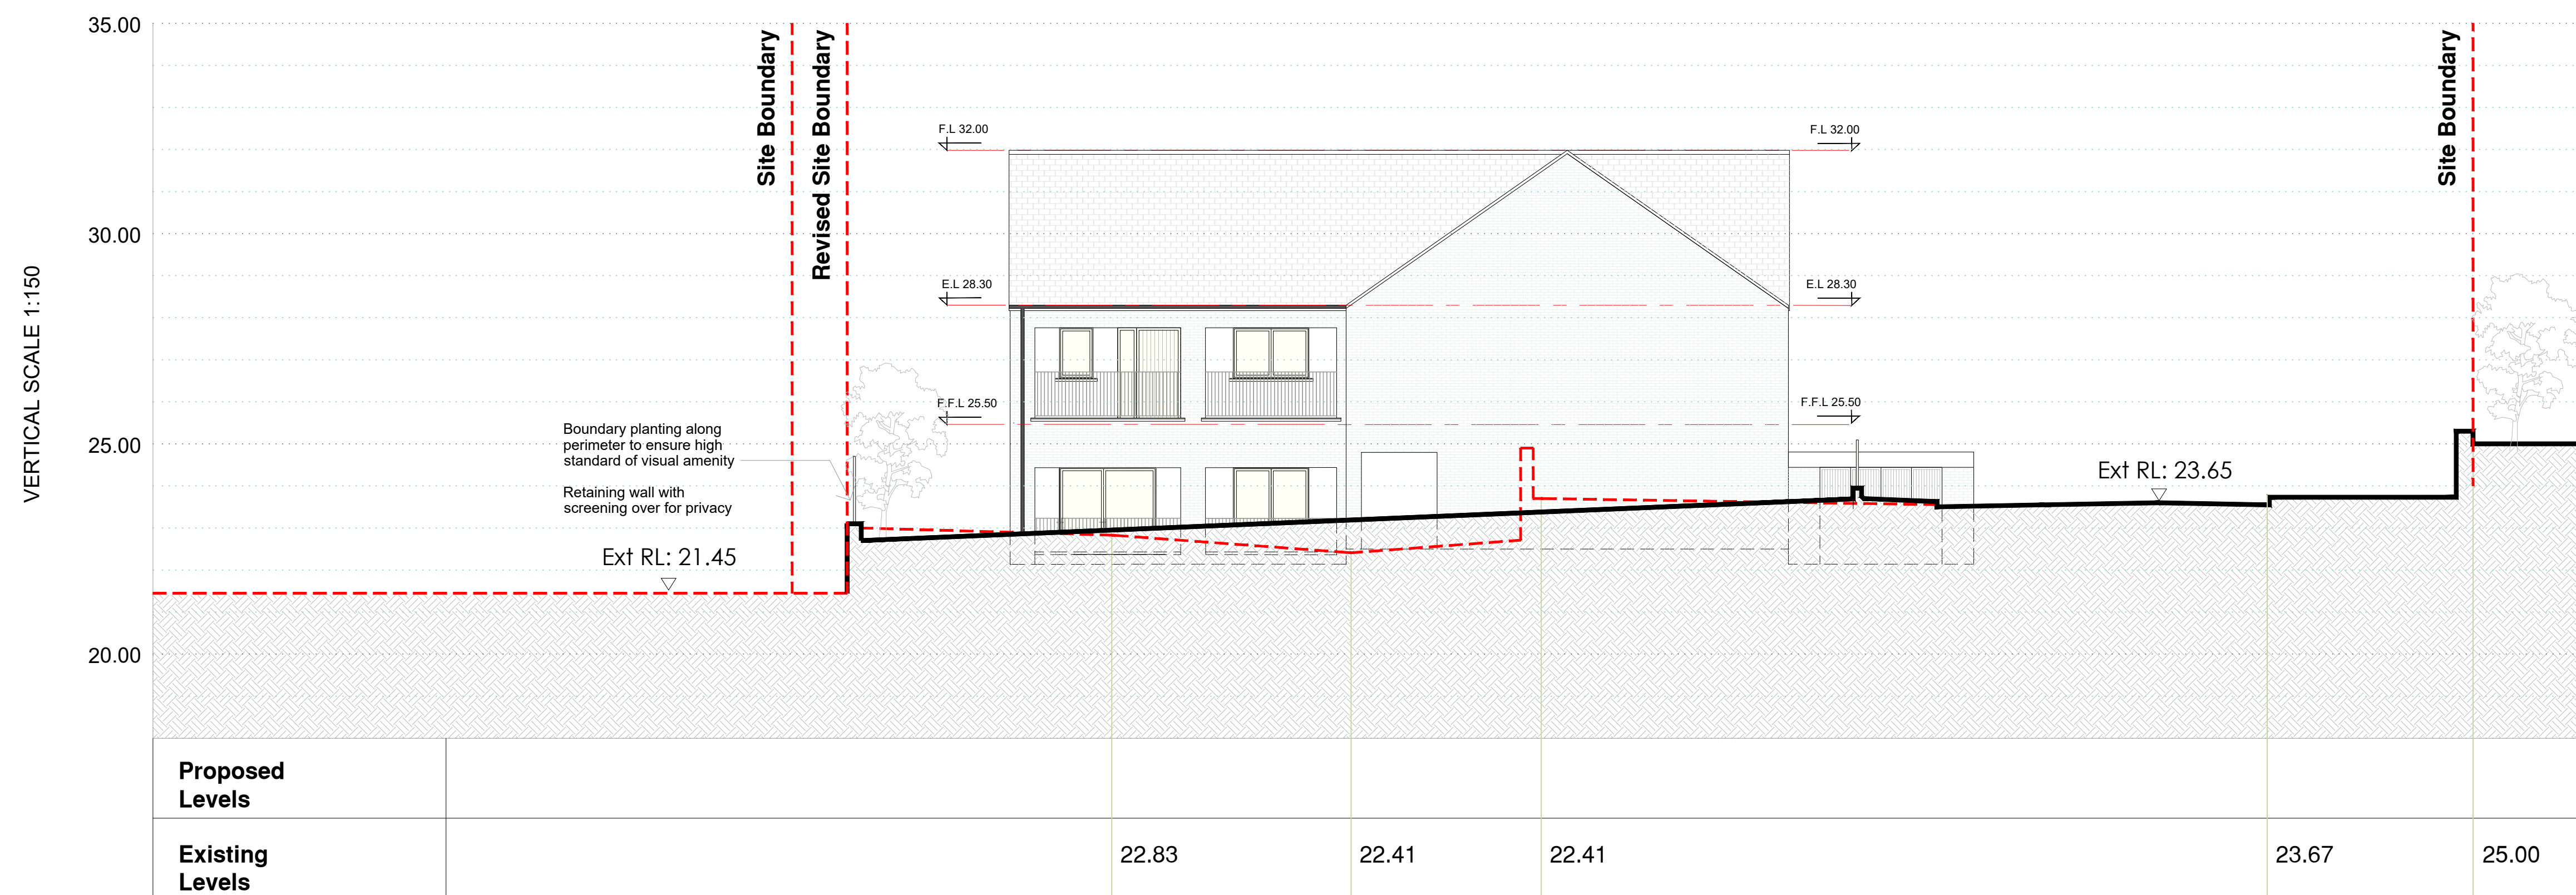 35.00
30.00
25.00
20.00
VERTICAL SCALE 1:150
Site Boundary
Revised Site Boundary
Site Boundary
F.L 32.00
F.L 32.00
E.L 28.30
E.L 28.30
F.F.L 25.50
F.F.L 25.50
Boundary planting along
perimeter to ensure high
standard of visual amenity
Retaining wall with
screening over for privacy
Ext RL: 21.45
Ext RL: 23.65
Proposed
Levels
Existing
Levels
22.83
22.41
22.41
23.67
25.00